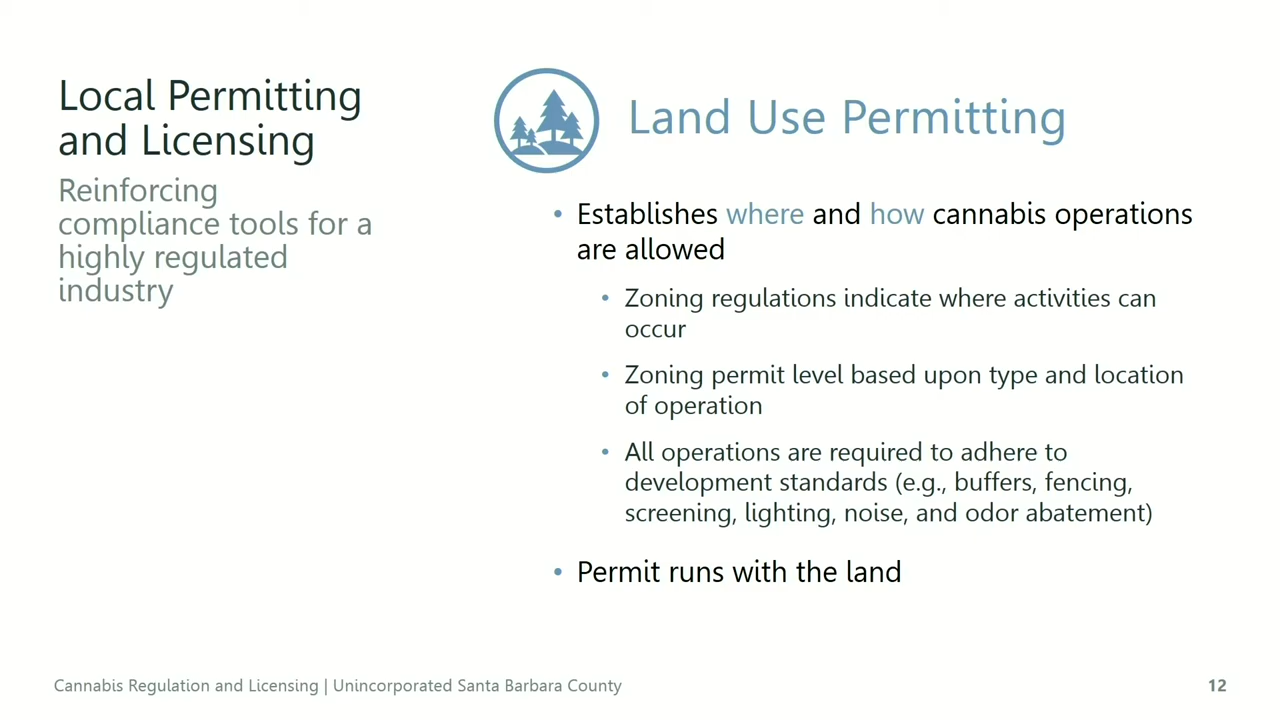 Local Permitting
and Licensing
Reinforcing
compliance tools for a
highly regulated
industry
Land Use Permitting
• Establishes where and how cannabis operations
are allowed
• Zoning regulations indicate where activities can
occur
• Zoning permit level based upon type and location
of operation
• All operations are required to adhere to
development standards (e.g., buffers, fencing,
screening, lighting, noise, and odor abatement)
• Permit runs with the land
Cannabis Regulation and Licensing | Unincorporated Santa Barbara County
12